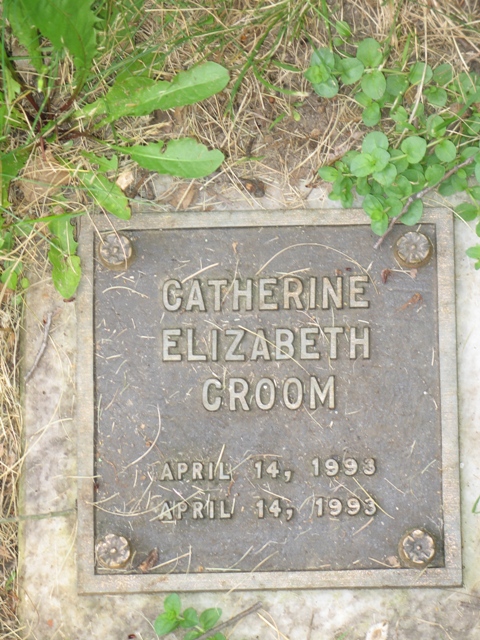 CATHERINE
ELIZABETH
CROOM
APRIL 14, 1993
APRIL 14, 1993